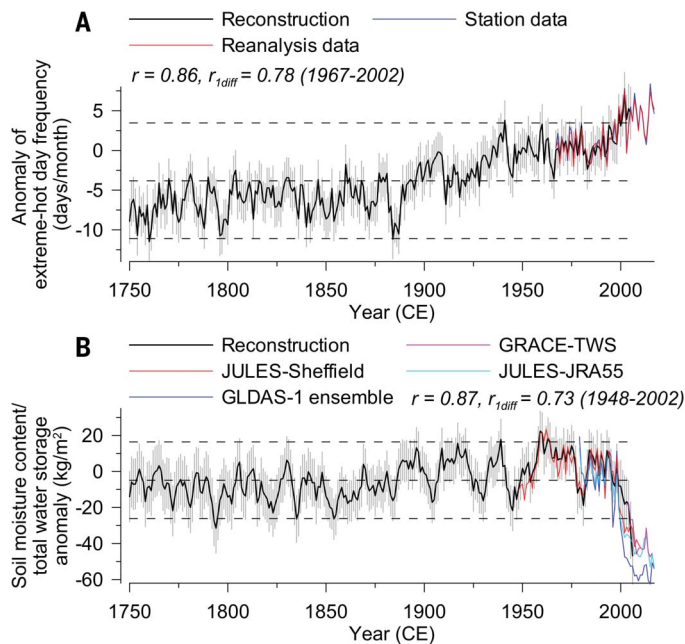 A
Reconstruction
Station data
Reanalysis data
r = 0.86, r1diff = 0.78 (1967-2002)
Anomaly of
extreme-hot day frequency
(days/month)
5
0
-5
-10
1750 1800 1850 1900 1950 2000
Year (CE)
B
Reconstruction
GRACE-TWS
JULES-Sheffield
JULES-JRA55
GLDAS-1 ensemble
r = 0.87, r1diff = 0.73 (1948-2002)
Soil moisture content/
total water storage
anomaly (kg/m²)
20
0
-20
-40
-60
1750 1800 1850 1900 1950 2000
Year (CE)